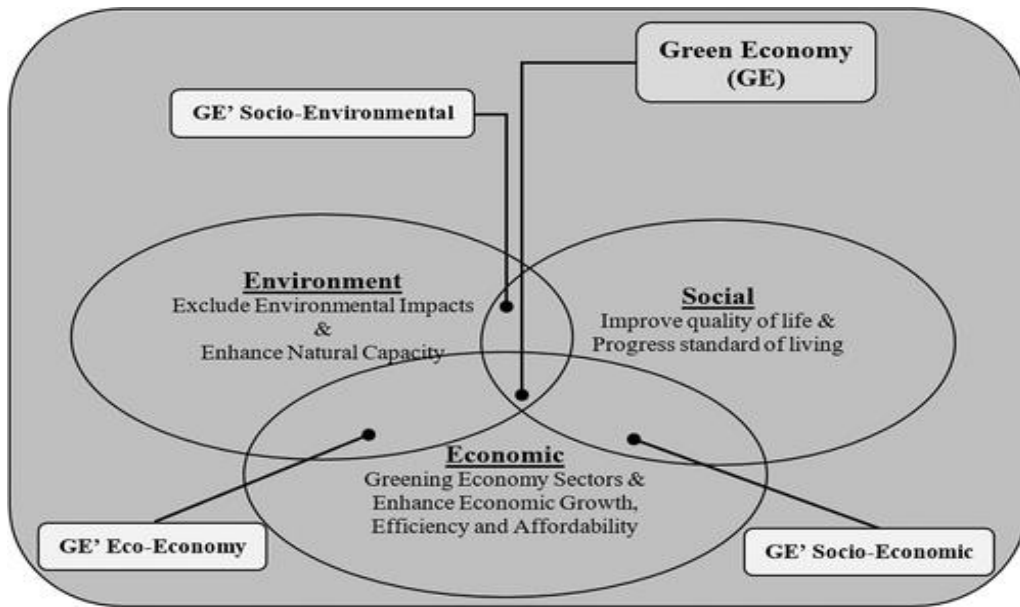 Green Economy
(GE)
GE’ Socio-Environmental
Environment
Exclude Environmental Impacts
&
Enhance Natural Capacity
Social
Improve quality of life &
Progress standard of living
Economic
Greening Economy Sectors &
Enhance Economic Growth,
Efficiency and Affordability
GE’ Eco-Economy
GE’ Socio-Economic